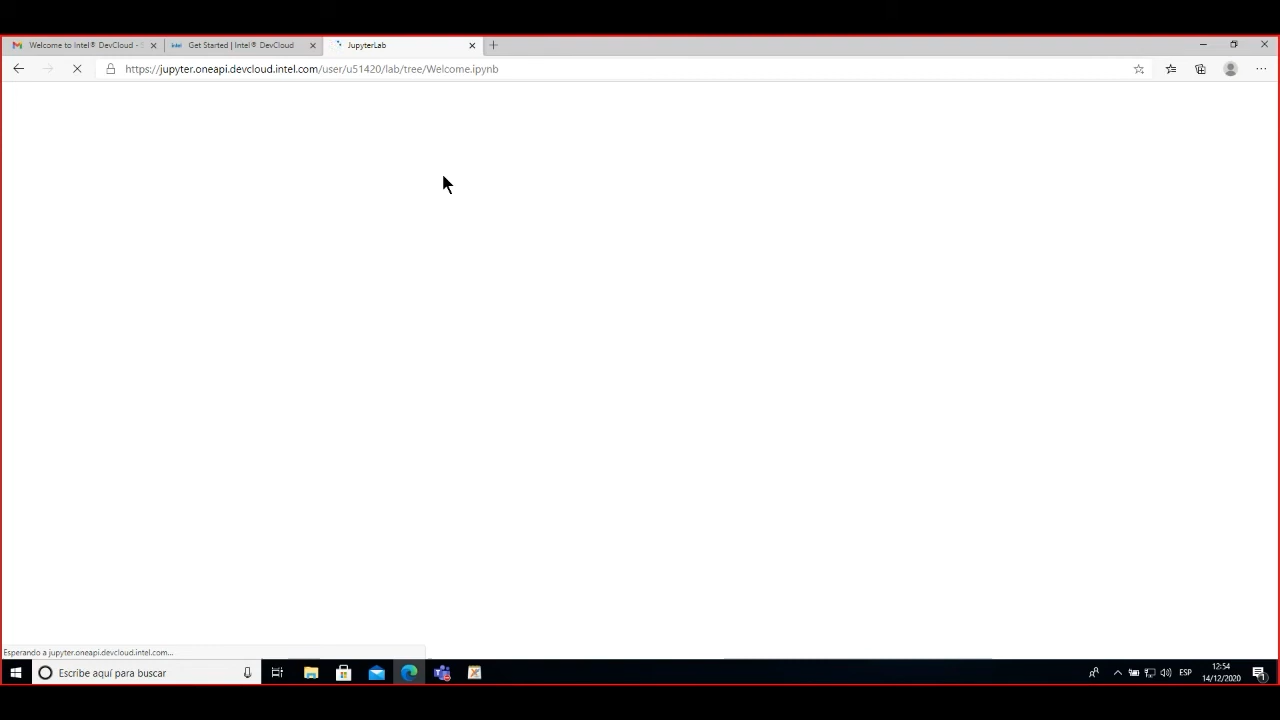 Welcome to Intel® DevCloud - S
Get Started | Intel® DevCloud
JupyterLab
https://jupyter.oneapi.devcloud.intel.com/user/u51420/lab/tree/Welcome.ipynb
Esperando a jupyter.oneapi.devcloud.intel.com...
Escribe aquí para buscar
ESP
12:54
14/12/2020
1